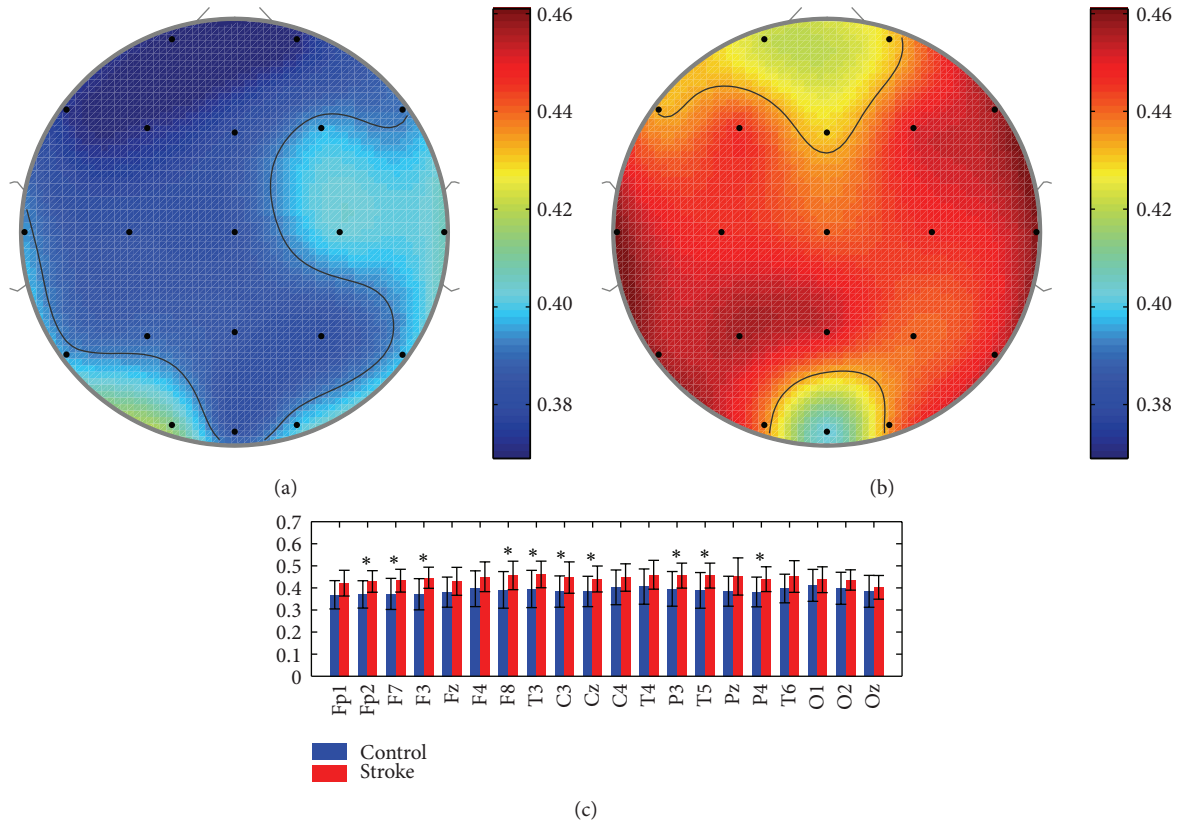 0.46
0.44
0.42
0.40
0.38
(a)
0.46
0.44
0.42
0.40
0.38
(b)
0.7
0.6
0.5
0.4
0.3
0.2
0.1
0
* * * * * * * * * *
Fp1 Fp2 F7 F3 Fz F4 F8 T3 C3 Cz C4 T4 P3 T5 Pz P4 T6 O1 O2 Oz
Control
Stroke
(c)